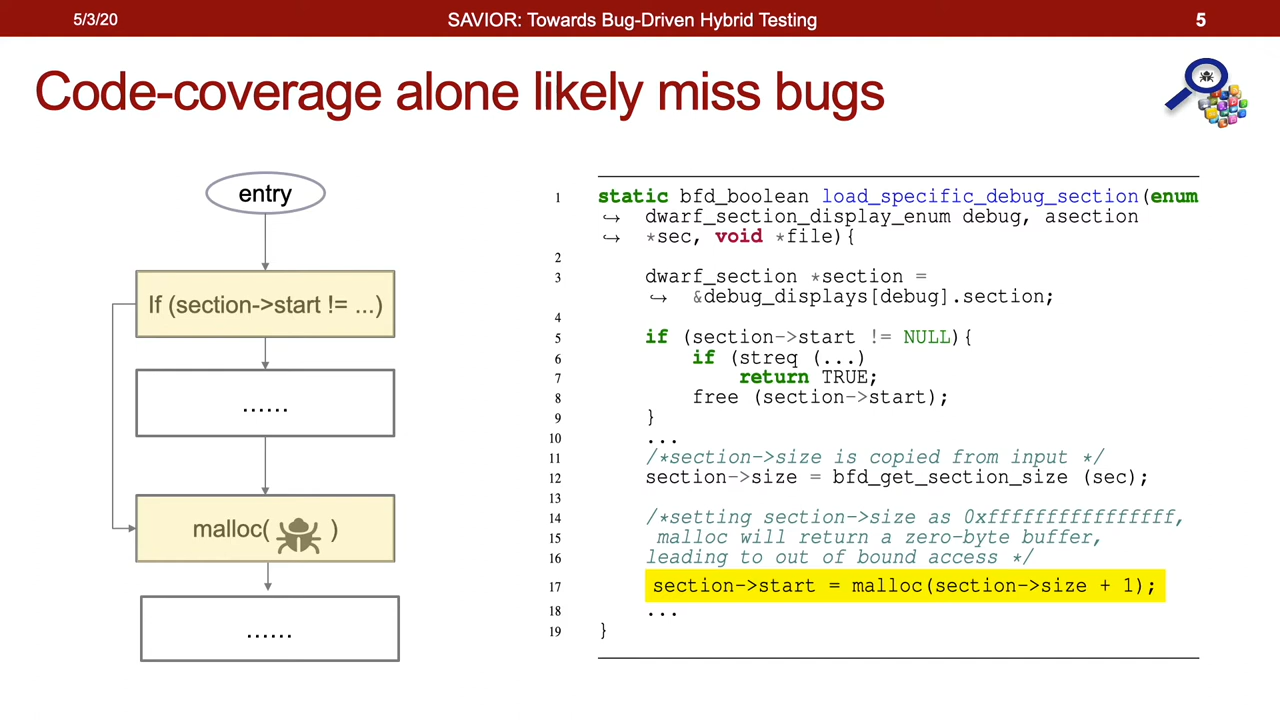 5/3/20
SAVIOR: Towards Bug-Driven Hybrid Testing
5
Code-coverage alone likely miss bugs
entry
If (section->start != ...)
......
malloc( )
......
1 static bfd_boolean load_specific_debug_section(enum
↪ dwarf_section_display_enum debug, asection
↪ *sec, void *file){
2
3 dwarf_section *section =
↪ &debug_displays[debug].section;
4
5 if (section->start != NULL){
6 if (streq (...)
7 return TRUE;
8 free (section->start);
9 }
10 ...
11 /*section->size is copied from input */
12 section->size = bfd_get_section_size (sec);
13
14 /*setting section->size as 0xffffffffffffffff,
15 malloc will return a zero-byte buffer,
16 leading to out of bound access */
17 section->start = malloc(section->size + 1);
18 ...
19 }